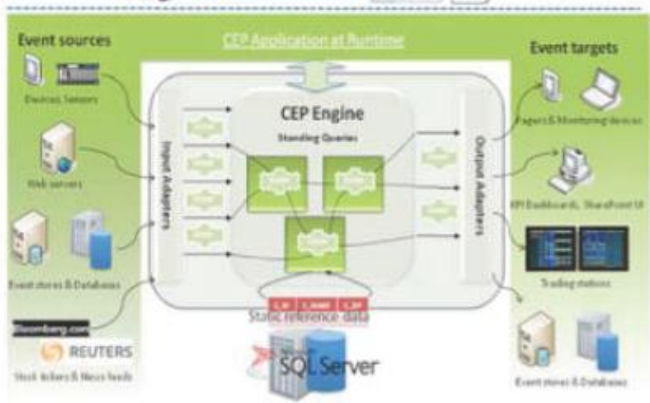 Event sources
CEP Application at Runtime
Event targets
Devices, Sensors
Web servers
Event stores & Databases
Bloomberg.com
REUTERS
Stock tickers & News feeds
Input Adapters
CEP Engine
Standing Queries
Output Adapters
Static reference data
SQL Server
Pagers & Monitoring devices
KPI Dashboards, SharePoint UI
Trading stations
Event stores & Databases